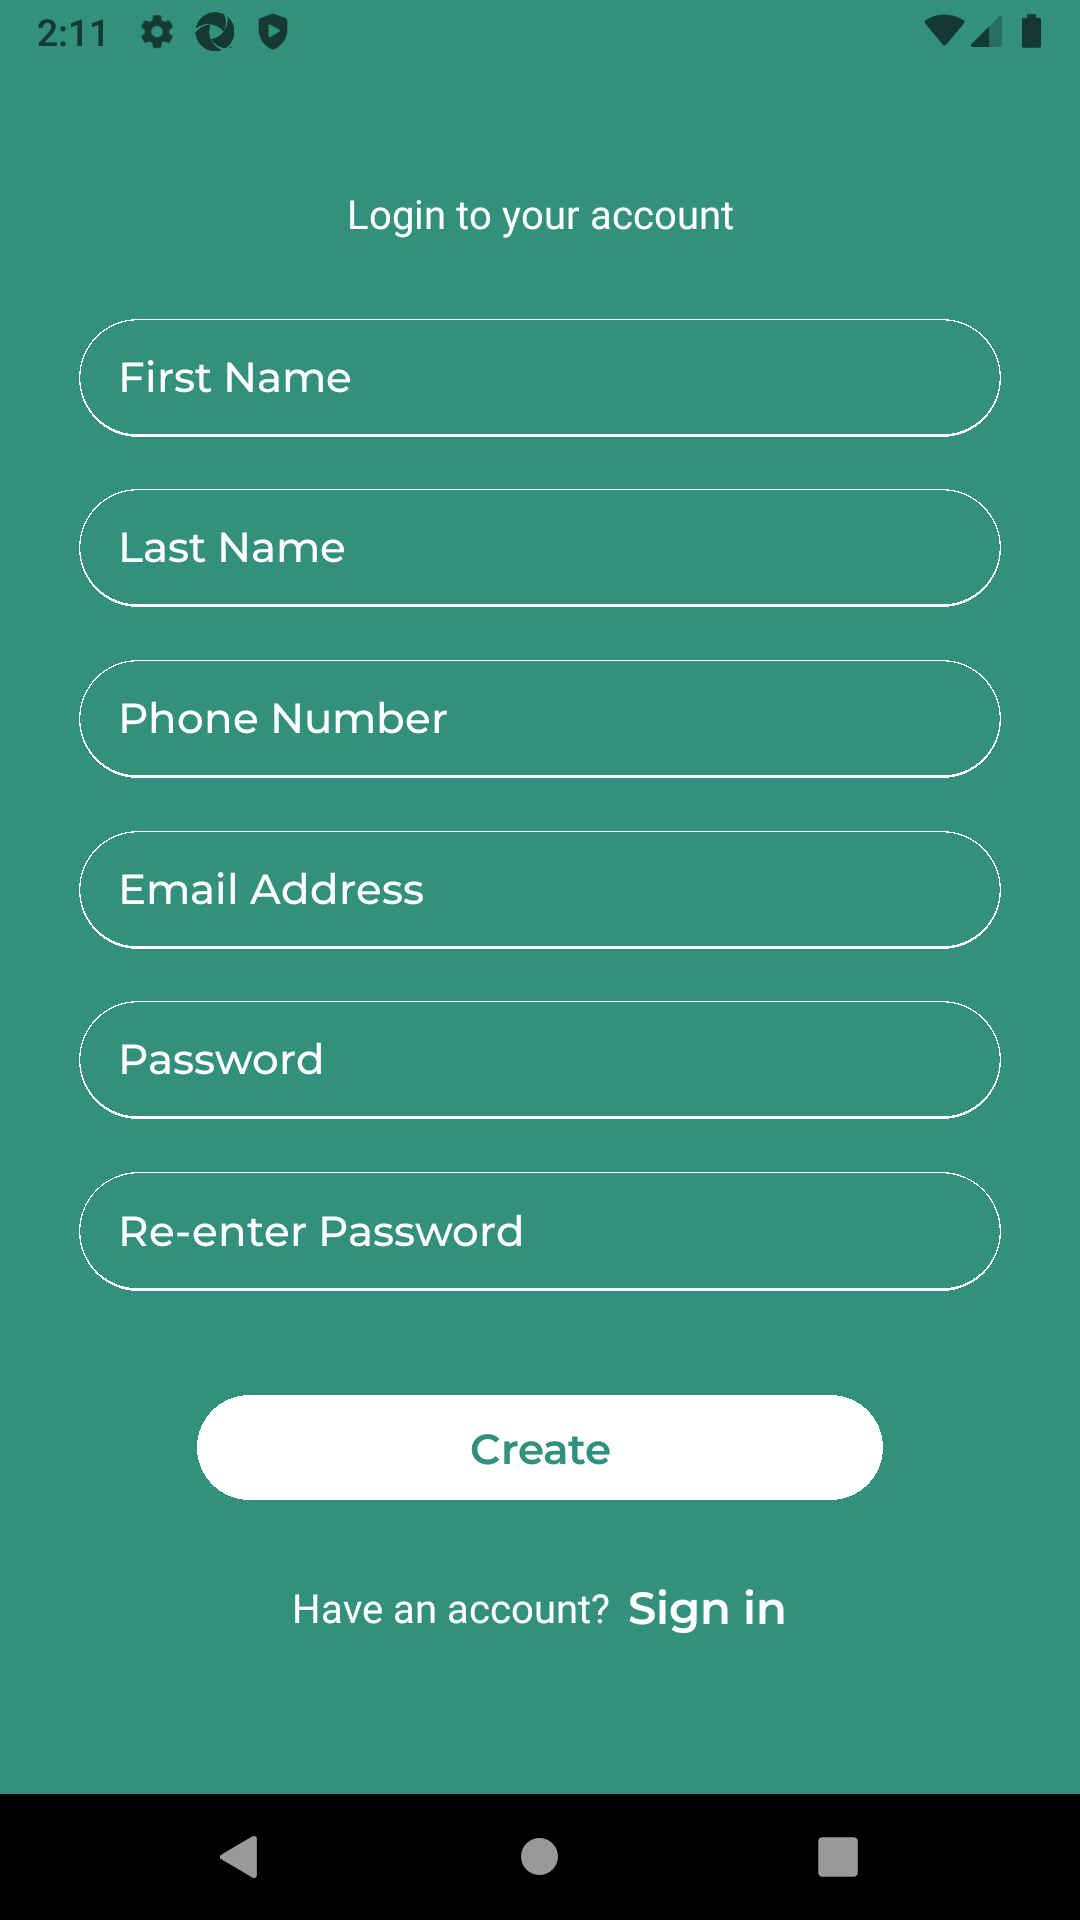 2:11
Login to your account
First Name
Last Name
Phone Number
Email Address
Password
Re-enter Password
Create
Have an account? Sign in